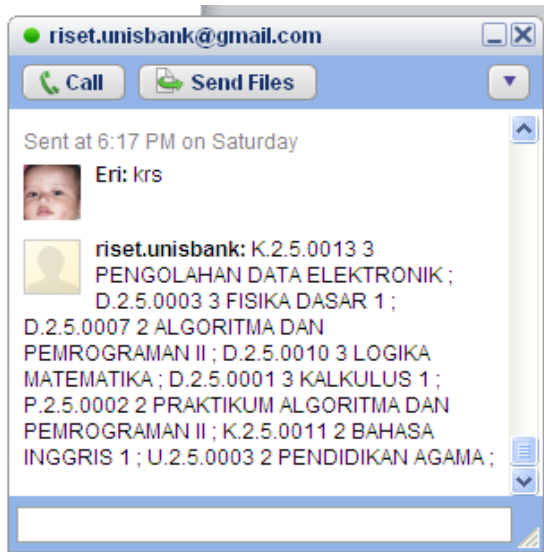 riset.unisbank@gmail.com
Call Send Files
Sent at 6:17 PM on Saturday
Eri: krs
riset.unisbank: K.2.5.0013 3
PENGOLAHAN DATA ELEKTRONIK ;
D.2.5.0003 3 FISIKA DASAR 1 ;
D.2.5.0007 2 ALGORITMA DAN
PEMROGRAMAN II ; D.2.5.0010 3 LOGIKA
MATEMATIKA ; D.2.5.0001 3 KALKULUS 1 ;
P.2.5.0002 2 PRAKTIKUM ALGORITMA DAN
PEMROGRAMAN II ; K.2.5.0011 2 BAHASA
INGGRIS 1 ; U.2.5.0003 2 PENDIDIKAN AGAMA ;